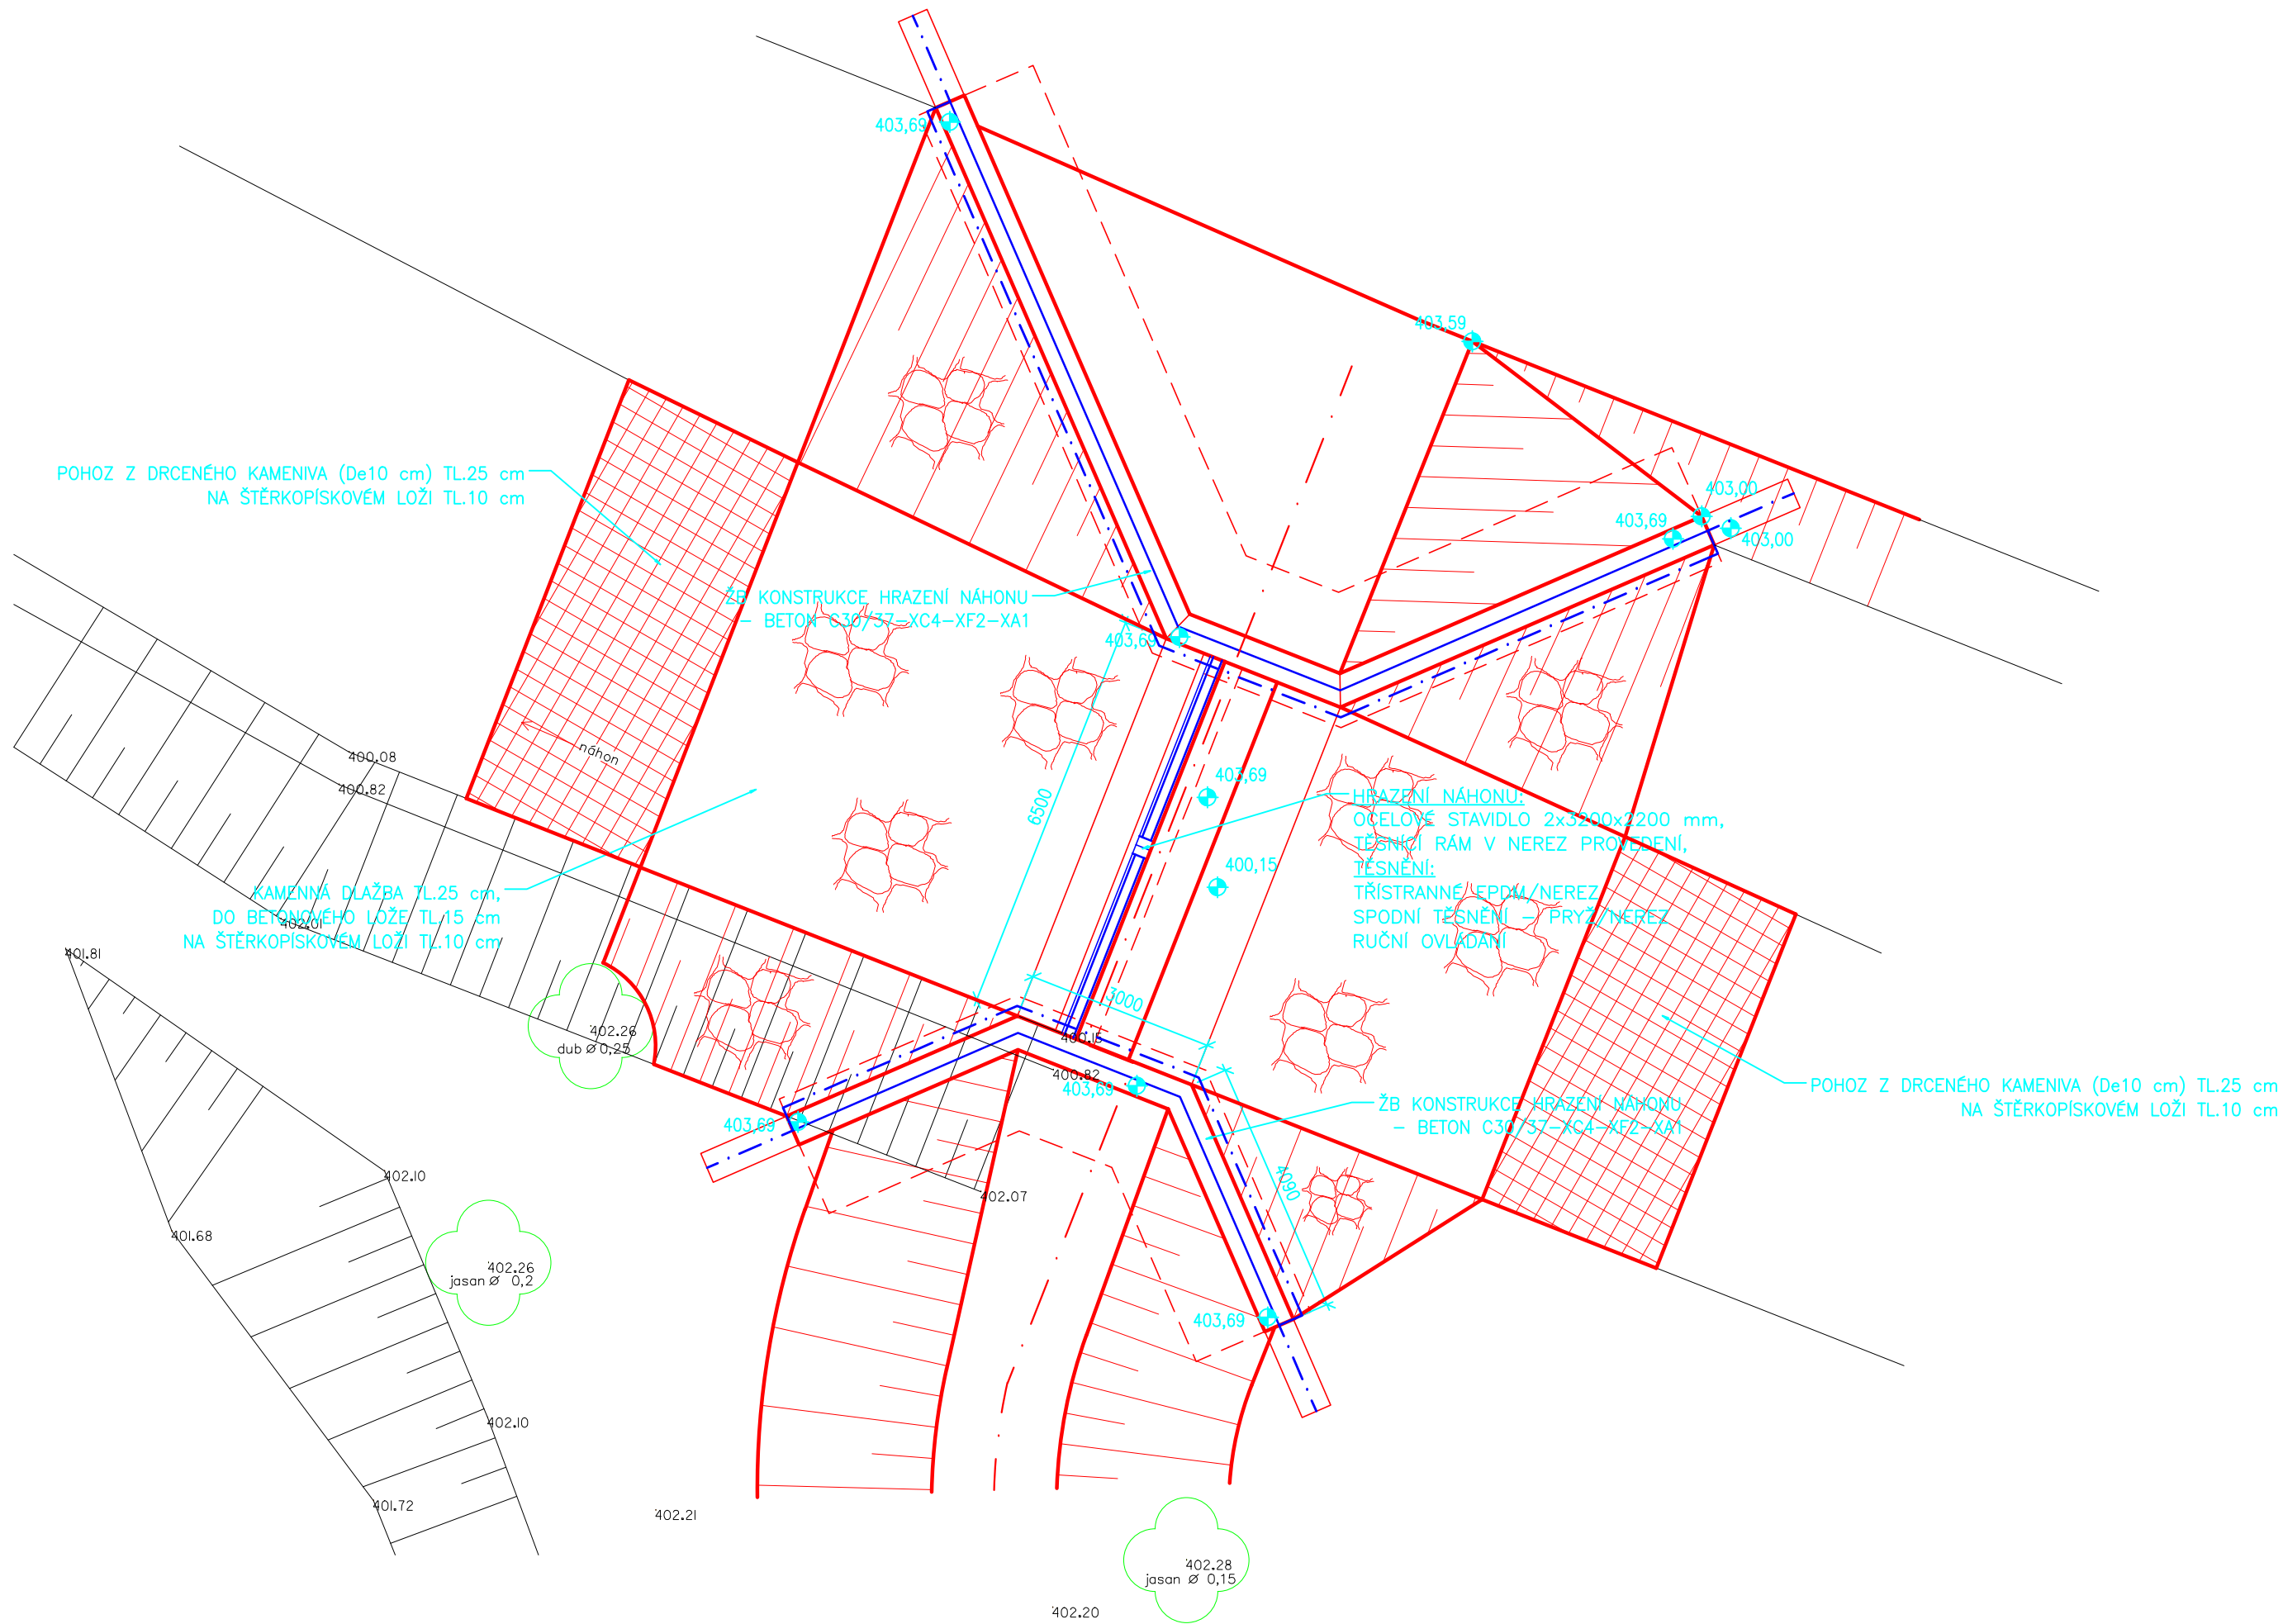 403,69
403,59
POHOZ Z DRCENÉHO KAMENIVA (De10 cm) TL.25 cm
NA ŠTĚRKOPÍSKOVÉM LOŽI TL.10 cm
403,00
403,69
403,00
ŽB KONSTRUKCE HRAZENÍ NÁHONU
- BETON C30/37-XC4-XF2-XA1
403,69
náhon
400.08
400.82
6500
403,69
HRAZENÍ NÁHONU:
OCELOVÉ STAVIDLO 2x3200x2200 mm,
TĚSNÍCÍ RÁM V NEREZ PROVEDENÍ,
TĚSNĚNÍ:
TŘÍSTRANNÉ EPDM/NEREZ
SPODNÍ TĚSNĚNÍ - PRYŽ/NEREZ
RUČNÍ OVLÁDANÍ
400,15
KAMENNÁ DLAŽBA TL.25 cm,
DO BETONOVÉHO LOŽE TL.15 cm
NA ŠTĚRKOPÍSKOVÉM LOŽI TL.10 cm
402.01
401.81
3000
402.26
dub Ø 0,25
400.15
400.82
403,69
403,69
POHOZ Z DRCENÉHO KAMENIVA (De10 cm) TL.25 cm
NA ŠTĚRKOPÍSKOVÉM LOŽI TL.10 cm
ŽB KONSTRUKCE HRAZENÍ NÁHONU
- BETON C30/37-XC4-XF2-XA1
4090
402.10
402.07
401.68
402.26
jasan Ø 0,2
403,69
402.10
401.72
402.21
402.28
jasan Ø 0,15
402.20